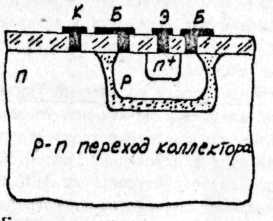 К Б Э Б
п р п+
р-п переход коллектора